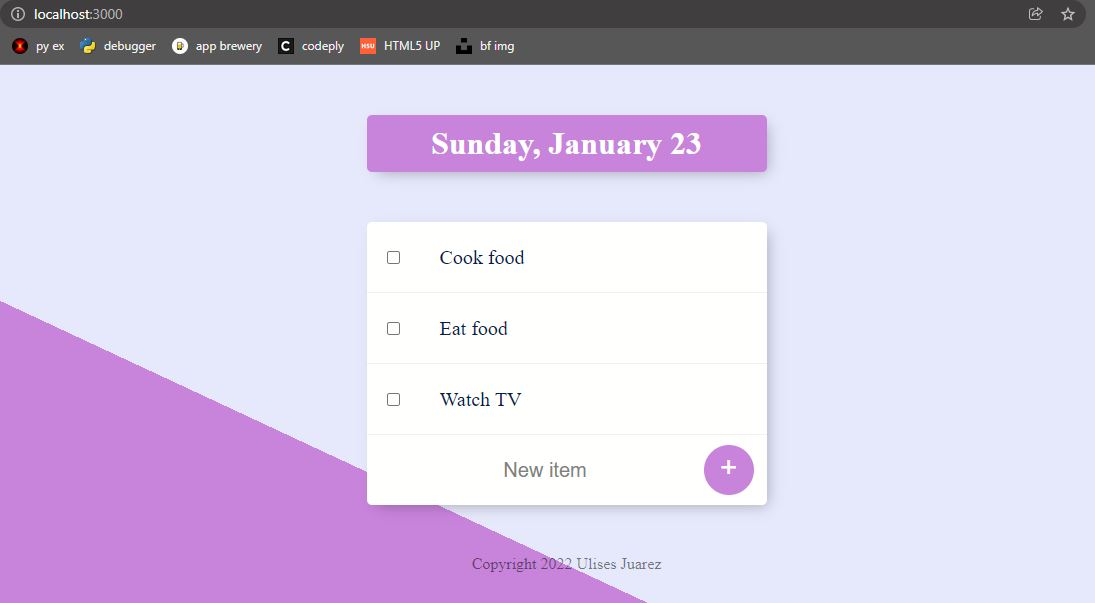 localhost:3000
py ex debugger app brewery C codeply H5U HTML5 UP bf img
Sunday, January 23
Cook food
Eat food
Watch TV
New item +
Copyright 2022 Ulises Juarez